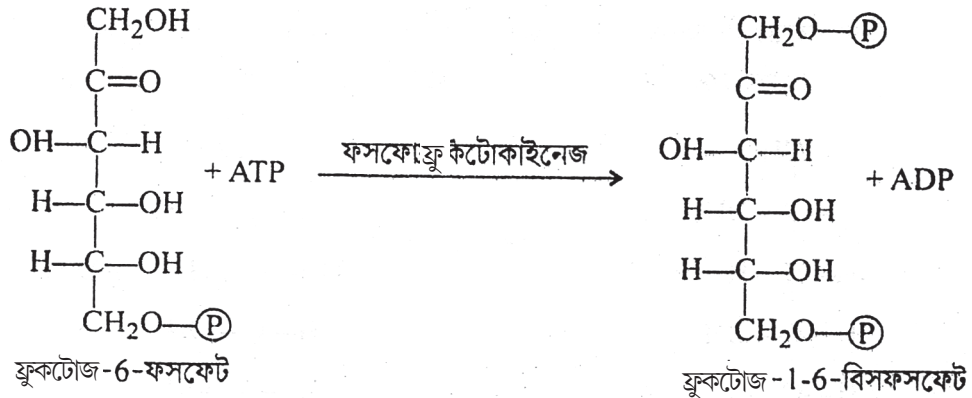 CH₂OH
C=O
OH—C—H
H—C—OH
H—C—OH
CH₂O—Ⓟ
ফ্রুকটোজ-6-ফসফেট
+ ATP
ফসফোফ্রুকটোকাইনেজ
CH₂O—Ⓟ
C=O
OH—C—H
H—C—OH
H—C—OH
CH₂O—Ⓟ
ফ্রুকটোজ-1-6-বিসফসফেট
+ ADP